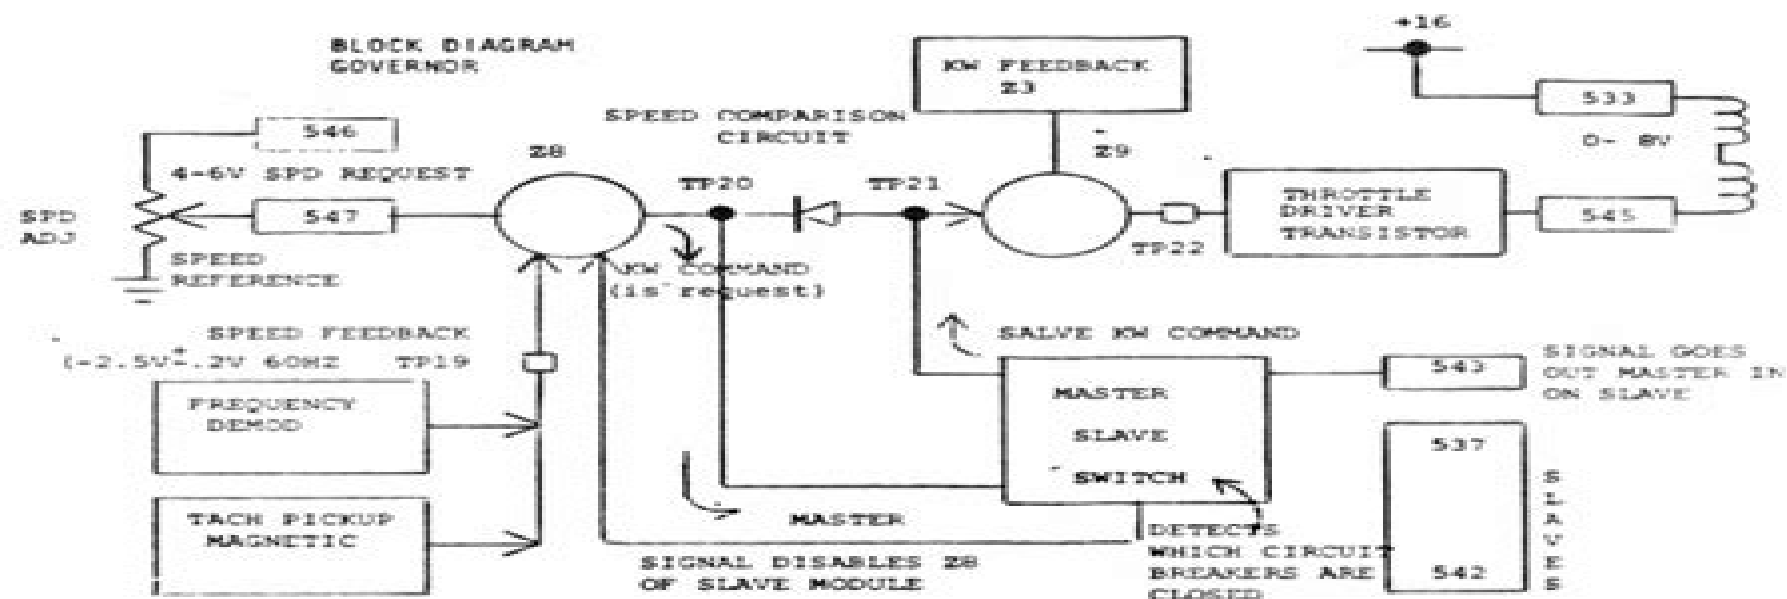 +16
BLOCK DIAGRAM
GOVERNOR
KW FEEDBACK
Z3
533
546
SPEED COMPARISON
CIRCUIT
0- 8V
Z8
Z9
4-6V SPD REQUEST
TP20
TP21
THROTTLE
DRIVER
TRANSISTOR
SPD
ADJ
547
545
TP22
SPEED
REFERENCE
KW COMMAND
(is request)
SPEED FEEDBACK
(-2.5V±.2V 60HZ
TP19
SALVE KW COMMAND
543
SIGNAL GOES
OUT MASTER IN
ON SLAVE
FREQUENCY
DEMOD
MASTER
SLAVE
SWITCH
537
TACH PICKUP
MAGNETIC
MASTER
DETECTS
WHICH CIRCUIT
BREAKERS ARE
CLOSED
SIGNAL DISABLES Z8
OF SLAVE MODULE
542
SLAVES